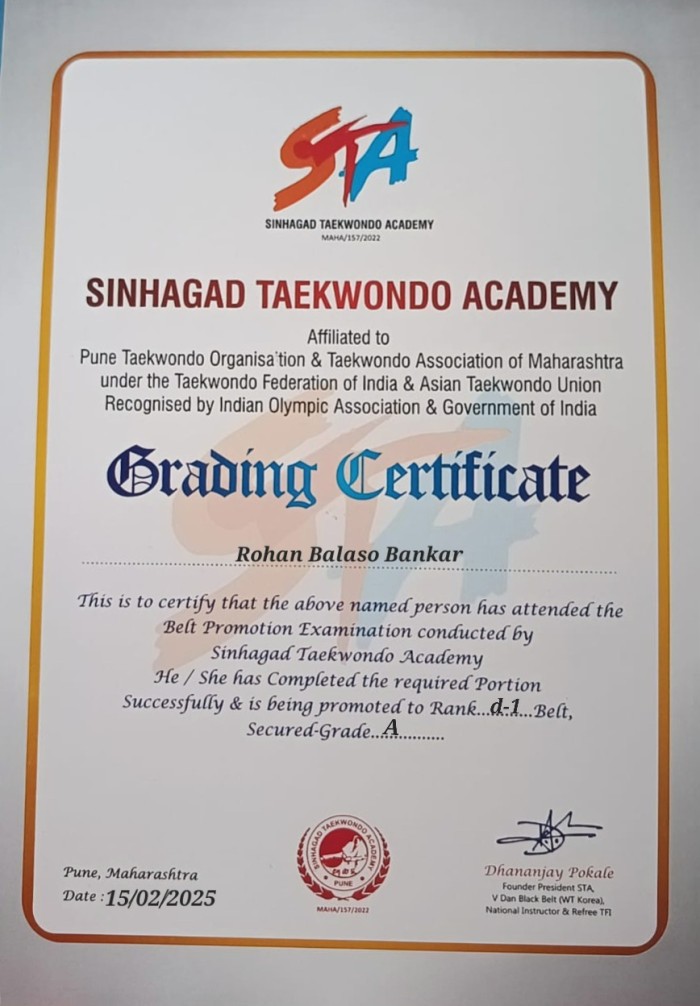 STA
SINHAGAD TAEKWONDO ACADEMY
MAHA/157/2022
SINHAGAD TAEKWONDO ACADEMY
Affiliated to
Pune Taekwondo Organisa'tion & Taekwondo Association of Maharashtra
under the Taekwondo Federation of India & Asian Taekwondo Union
Recognised by Indian Olympic Association & Government of India
Grading Certificate
Rohan Balaso Bankar
This is to certify that the above named person has attended the
Belt Promotion Examination conducted by
Sinhagad Taekwondo Academy
He / She has Completed the required Portion
Successfully & is being promoted to Rank...d-1...Belt,
Secured-Grade...A............
SINHAGAD TAEKWONDO ACADEMY
PUNE
MAHA/157/2022
Pune, Maharashtra
Date : 15/02/2025
Dhananjay Pokale
Founder President STA,
V Dan Black Belt (WT Korea),
National Instructor & Refree TFI